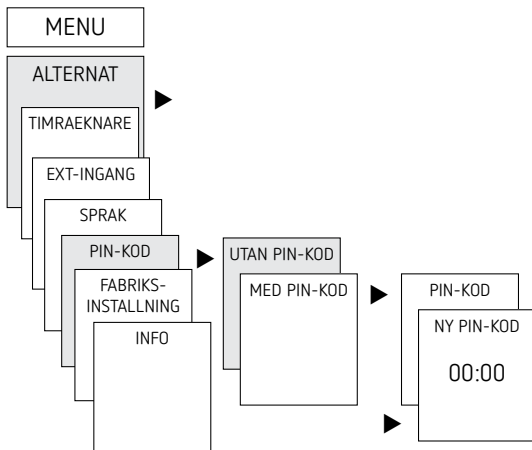 MENU
ALTERNAT
TIMRAEKNARE
EXT-INGANG
SPRAK
PIN-KOD
FABRIKS-
INSTALLNING
INFO
UTAN PIN-KOD
MED PIN-KOD
PIN-KOD
NY PIN-KOD
00:00